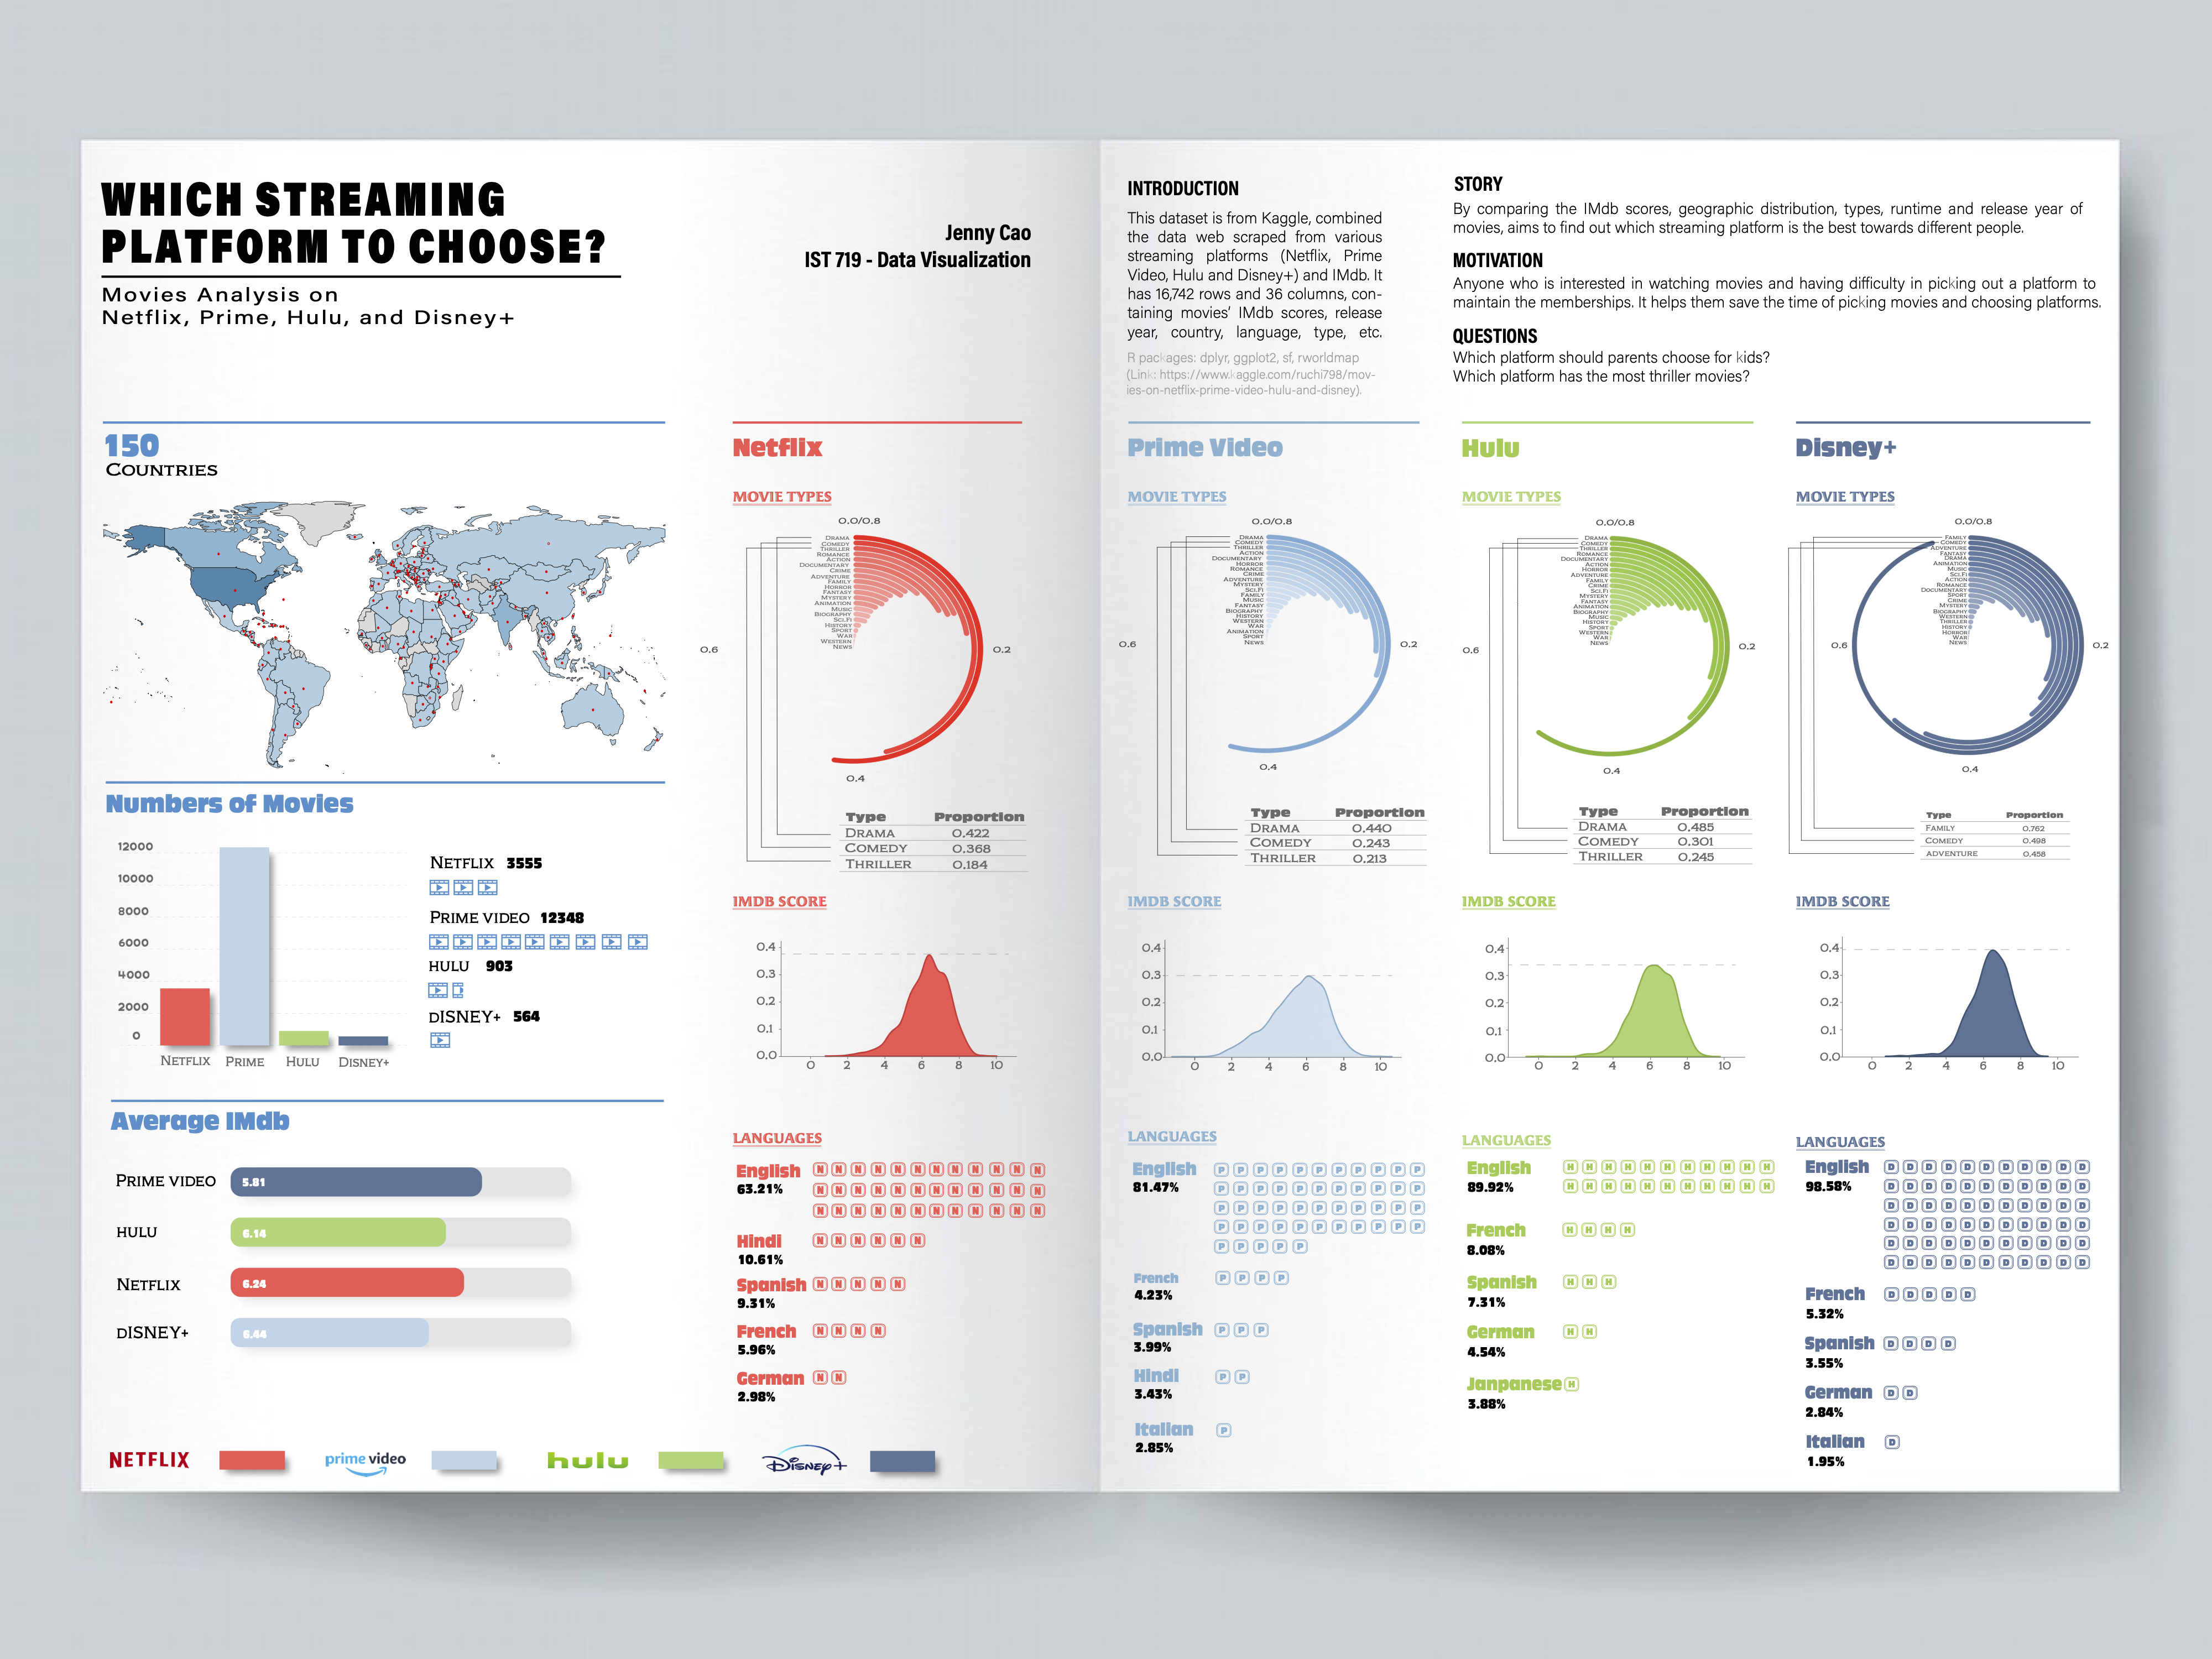 WHICH STREAMING
PLATFORM TO CHOOSE?
Movies Analysis on
Netflix, Prime, Hulu, and Disney+
Jenny Cao
IST 719 - Data Visualization
INTRODUCTION
This dataset is from Kaggle, combined
the data web scraped from various
streaming platforms (Netflix, Prime
Video, Hulu and Disney+) and IMdb. It
has 16,742 rows and 36 columns, con-
taining movies' IMdb scores, release
year, country, language, type, etc.
R packages: dplyr, ggplot2, sf, rworldmap
(Link: https://www.kaggle.com/ruchi798/mov-
ies-on-netflix-prime-video-hulu-and-disney).
STORY
By comparing the IMdb scores, geographic distribution, types, runtime and release year of
movies, aims to find out which streaming platform is the best towards different people.
MOTIVATION
Anyone who is interested in watching movies and having difficulty in picking out a platform to
maintain the memberships. It helps them save the time of picking movies and choosing platforms.
QUESTIONS
Which platform should parents choose for kids?
Which platform has the most thriller movies?
150
COUNTRIES
Numbers of Movies
12000
10000
8000
6000
4000
2000
0
NETFLIX PRIME HULU DISNEY+
NETFLIX 3555
PRIME VIDEO 12348
HULU 903
DISNEY+ 564
Average IMdb
PRIME VIDEO 5.81
HULU 6.14
NETFLIX 6.24
DISNEY+ 6.44
NETFLIX prime video hulu Disney+
Netflix
MOVIE TYPES
0.0/0.8
DRAMA
COMEDY
THRILLER
ROMANCE
ACTION
DOCUMENTARY
CRIME
ADVENTURE
FAMILY
HORROR
FANTASY
MYSTERY
ANIMATION
MUSIC
BIOGRAPHY
SCI.FI
HISTORY
SPORT
WAR
WESTERN
NEWS
0.6
0.2
0.4
Type Proportion
DRAMA 0.422
COMEDY 0.368
THRILLER 0.184
IMDB SCORE
0.4
0.3
0.2
0.1
0.0
0 2 4 6 8 10
LANGUAGES
English N N N N N N N N N N N N
63.21% N N N N N N N N N N N N
N N N N N N N N N N N N
Hindi N N N N N N
10.61%
Spanish N N N N N
9.31%
French N N N N
5.96%
German N N
2.98%
Prime Video
MOVIE TYPES
0.0/0.8
DRAMA
COMEDY
THRILLER
ACTION
DOCUMENTARY
HORROR
ROMANCE
CRIME
ADVENTURE
MYSTERY
SCI.FI
FAMILY
MUSIC
FANTASY
BIOGRAPHY
HISTORY
WESTERN
WAR
ANIMATION
SPORT
NEWS
0.6
0.2
0.4
Type Proportion
DRAMA 0.440
COMEDY 0.243
THRILLER 0.213
IMDB SCORE
0.4
0.3
0.2
0.1
0.0
0 2 4 6 8 10
LANGUAGES
English P P P P P P P P P P P
81.47% P P P P P P P P P P P
P P P P P P P P P P P
P P P P P P P P P P P
P P P P P
French P P P P
4.23%
Spanish P P P
3.99%
Hindi P P
3.43%
Italian P
2.85%
Hulu
MOVIE TYPES
0.0/0.8
DRAMA
COMEDY
THRILLER
ROMANCE
DOCUMENTARY
ACTION
HORROR
ADVENTURE
FAMILY
CRIME
SCI.FI
MYSTERY
FANTASY
ANIMATION
BIOGRAPHY
MUSIC
HISTORY
SPORT
WESTERN
WAR
NEWS
0.6
0.2
0.4
Type Proportion
DRAMA 0.485
COMEDY 0.301
THRILLER 0.245
IMDB SCORE
0.4
0.3
0.2
0.1
0.0
0 2 4 6 8 10
LANGUAGES
English H H H H H H H H H H H
89.92% H H H H H H H H H H H
French H H H H
8.08%
Spanish H H H
7.31%
German H H
4.54%
Janpanese H
3.88%
Disney+
MOVIE TYPES
0.0/0.8
FAMILY
COMEDY
ADVENTURE
FANTASY
DRAMA
ANIMATION
MUSIC
SCI.FI
ACTION
ROMANCE
DOCUMENTARY
SPORT
CRIME
MYSTERY
BIOGRAPHY
WESTERN
THRILLER
HISTORY
HORROR
WAR
NEWS
0.6
0.2
0.4
Type Proportion
FAMILY 0.762
COMEDY 0.498
ADVENTURE 0.458
IMDB SCORE
0.4
0.3
0.2
0.1
0.0
0 2 4 6 8 10
LANGUAGES
English D D D D D D D D D D D
98.58% D D D D D D D D D D D
D D D D D D D D D D D
D D D D D D D D D D D
D D D D D D D D D D D
D D D D D D D D D D D
French D D D D D
5.32%
Spanish D D D D
3.55%
German D D
2.84%
Italian D
1.95%